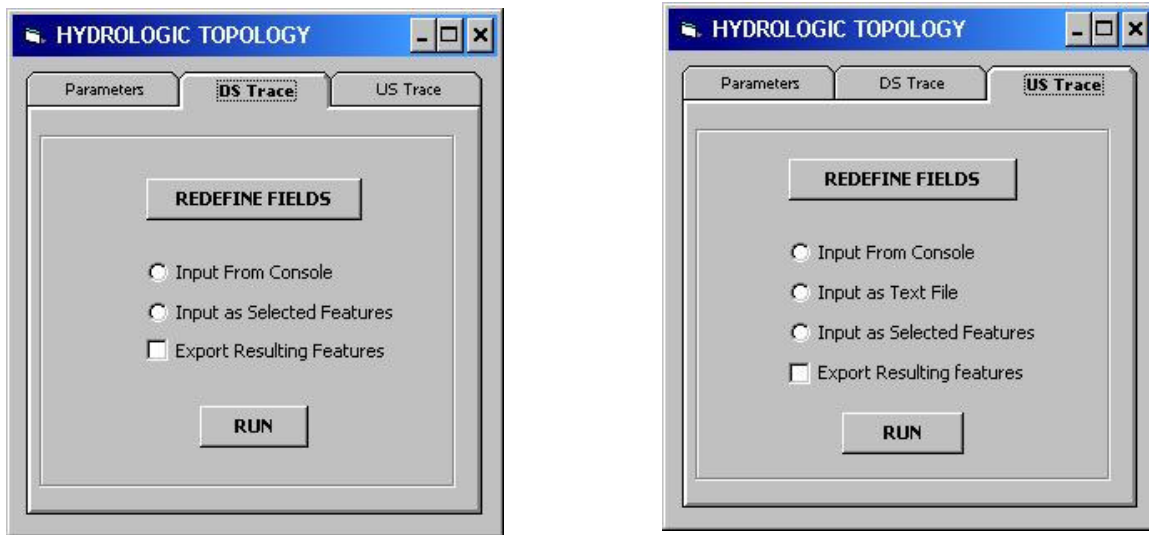 HYDROLOGIC TOPOLOGY
Parameters DS Trace US Trace
REDEFINE FIELDS
Input From Console
Input as Selected Features
Export Resulting Features
RUN
HYDROLOGIC TOPOLOGY
Parameters DS Trace US Trace
REDEFINE FIELDS
Input From Console
Input as Text File
Input as Selected Features
Export Resulting features
RUN